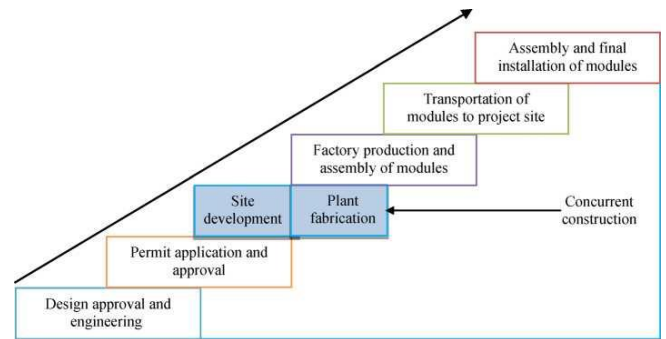 Assembly and final
installation of modules
Transportation of
modules to project site
Factory production and
assembly of modules
Site
development
Plant
fabrication
Concurrent
construction
Permit application and
approval
Design approval and
engineering